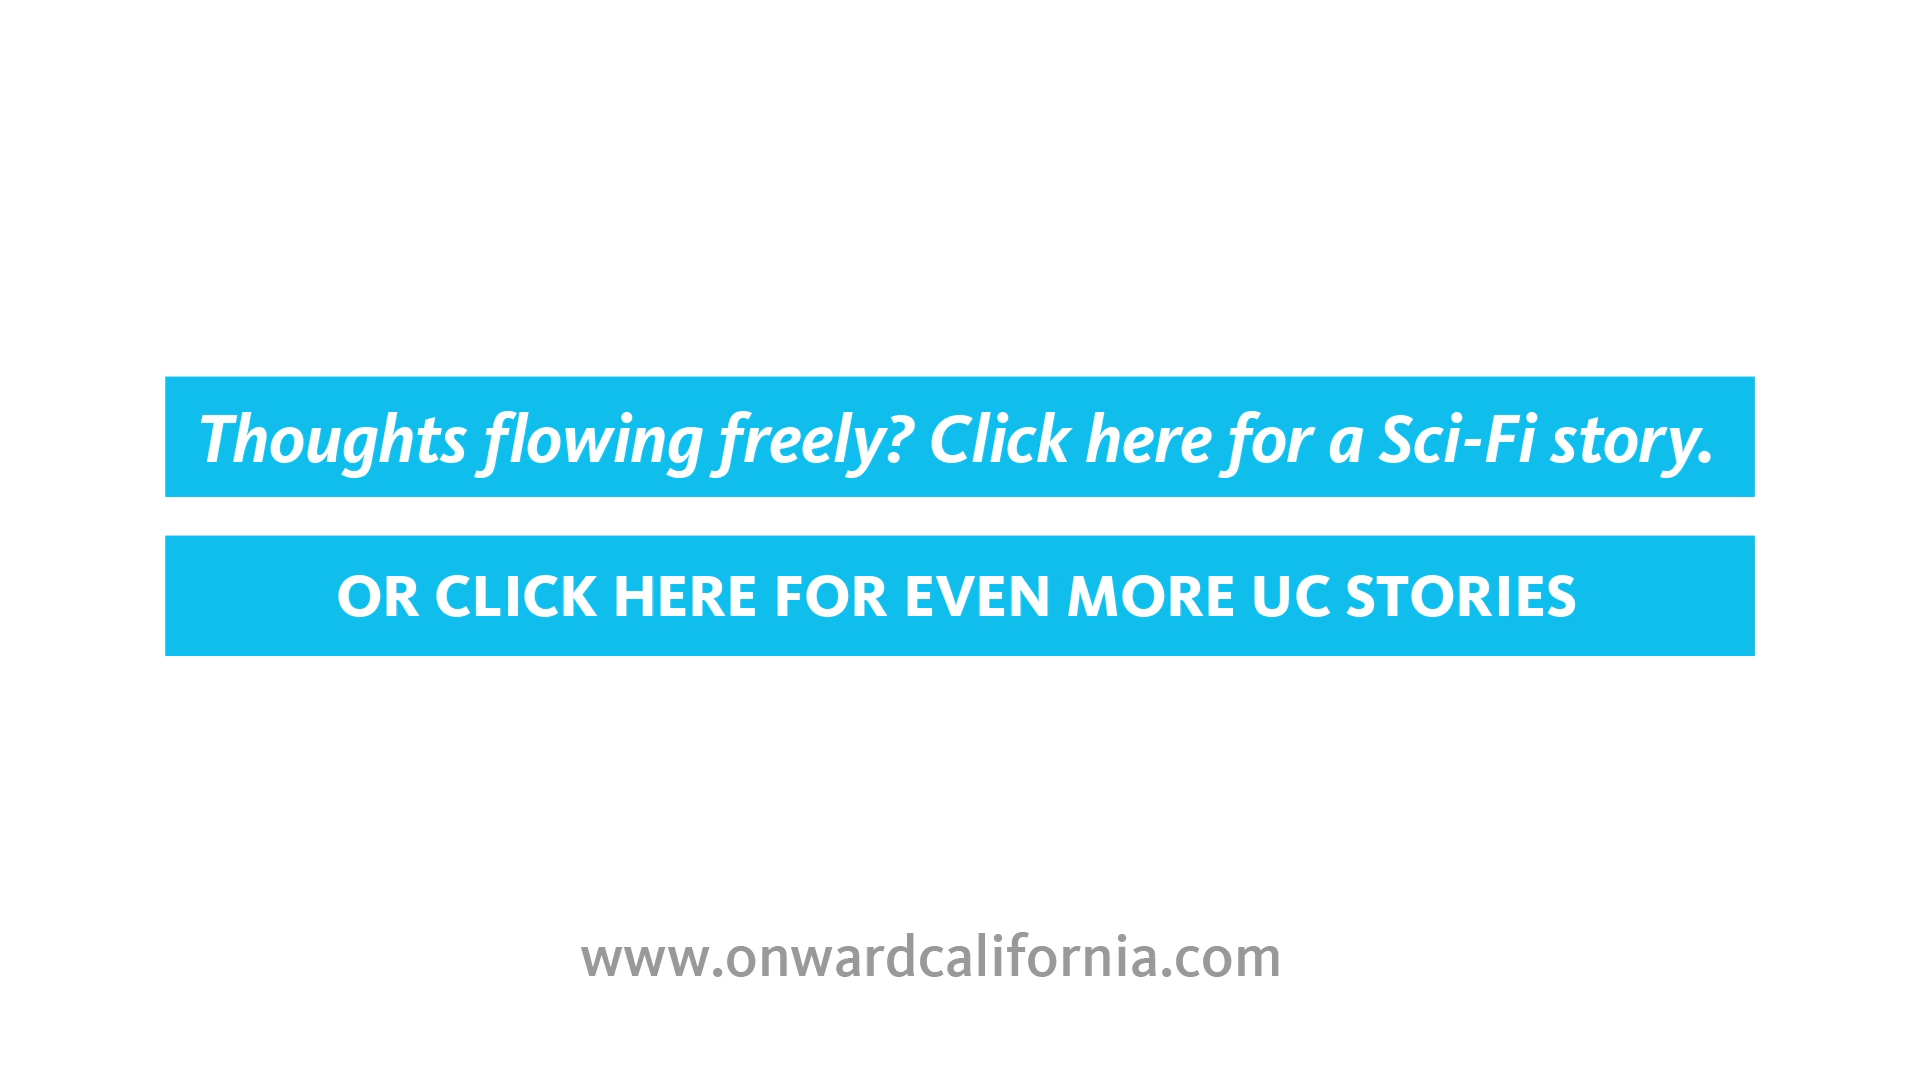 Thoughts flowing freely? Click here for a Sci-Fi story.
OR CLICK HERE FOR EVEN MORE UC STORIES
www.onwardcalifornia.com